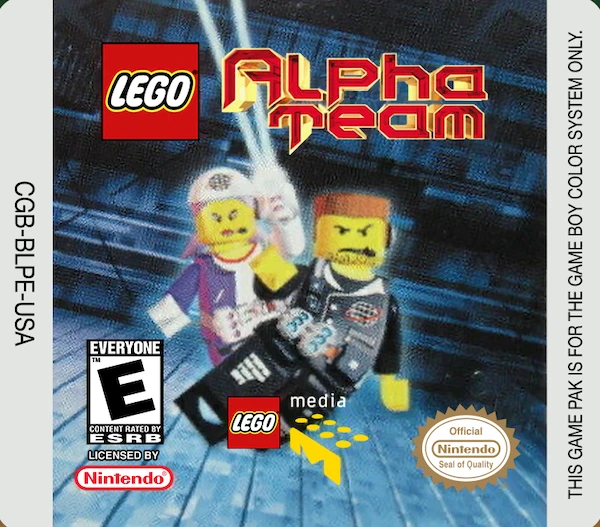 LEGO
ALPha
Team
CGB-BLPE-USA
THIS GAME PAK IS FOR THE GAME BOY COLOR SYSTEM ONLY.
EVERYONE
TM
E
CONTENT RATED BY
ESRB
LICENSED BY
Nintendo®
LEGO
media
Official
Nintendo
Seal of Quality